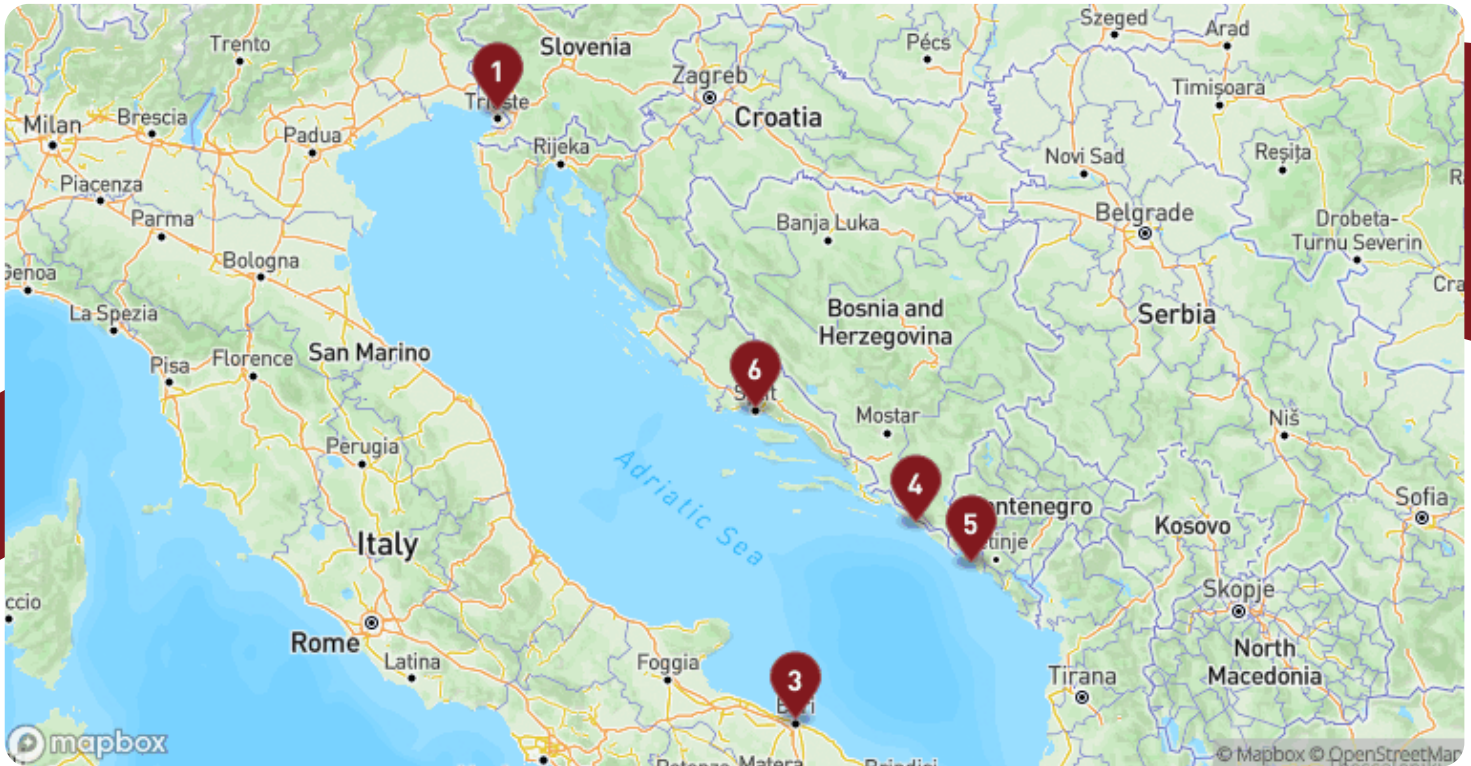 Szeged
Arad
Trento
Slovenia
Pécs
1
Zagreb
Timișoara
Milan
Brescia
Croatia
Padua
Rijeka
Novi Sad
Reșița
Piacenza
Parma
Banja Luka
Belgrade
Drobeta-
Turnu Severin
Bologna
Genoa
La Spezia
Bosnia and
Herzegovina
Serbia
San Marino
Pisa
Florence
6
Mostar
Niš
Perugia
Adriatic Sea
4
5
Sofia
Kosovo
Italy
Skopje
Rome
Latina
Foggia
3
North
Macedonia
Tirana
mapbox
© Mapbox © OpenStreetMap